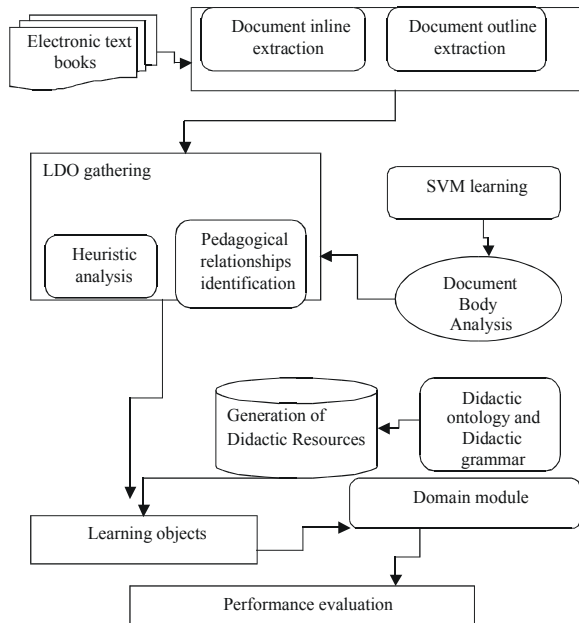 Electronic text
books
Document inline
extraction
Document outline
extraction
LDO gathering
SVM learning
Heuristic
analysis
Pedagogical
relationships
identification
Document
Body
Analysis
Generation of
Didactic Resources
Didactic
ontology and
Didactic
grammar
Domain module
Learning objects
Performance evaluation